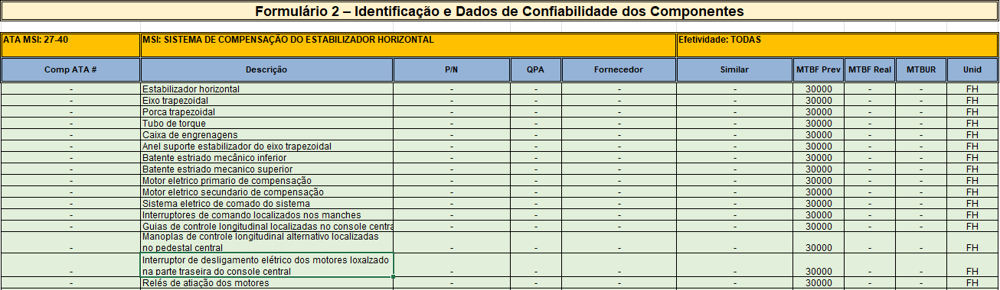 Formulário 2 – Identificação e Dados de Confiabilidade dos Componentes
ATA MSI: 27-40 MSI: SISTEMA DE COMPENSAÇÃO DO ESTABILIZADOR HORIZONTAL Efetividade: TODAS
Comp ATA # Descrição P/N QPA Fornecedor Similar MTBF Prev MTBF Real MTBUR Unid
- Estabilizador horizontal - - - - 30000 - - FH
- Eixo trapezoidal - - - - 30000 - - FH
- Porca trapezoidal - - - - 30000 - - FH
- Tubo de torque - - - - 30000 - - FH
- Caixa de engrenagens - - - - 30000 - - FH
- Anel suporte estabilizador do eixo trapezoidal - - - - 30000 - - FH
- Batente estriado mecânico inferior - - - - 30000 - - FH
- Batente estriado mecanico superior - - - - 30000 - - FH
- Motor eletrico primario de compensação - - - - 30000 - - FH
- Motor eletrico secundario de compensação - - - - 30000 - - FH
- Sistema eletrico de comado do sistema - - - - 30000 - - FH
- Interruptores de comando localizados nos manches - - - - 30000 - - FH
- Guias de controle longitudinal localizadas no console centra - - - - 30000 - - FH
Manoplas de controle longitudinal alternativo localizadas
- no pedestal central - - - - 30000 - - FH
Interruptor de desligamento elétrico dos motores loxalzado
- na parte traseira do console central - - - - 30000 - - FH
- Relés de atiação dos motores - - - - 30000 - - FH